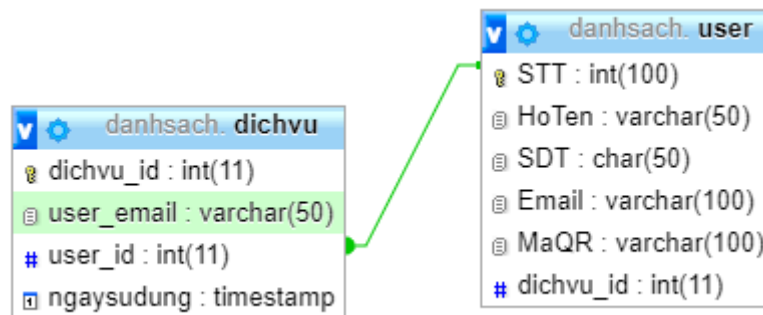 danhsach. dichvu
dichvu_id : int(11)
user_email : varchar(50)
user_id : int(11)
ngaysudung : timestamp
danhsach. user
STT : int(100)
HoTen : varchar(50)
SDT : char(50)
Email : varchar(100)
MaQR : varchar(100)
dichvu_id : int(11)